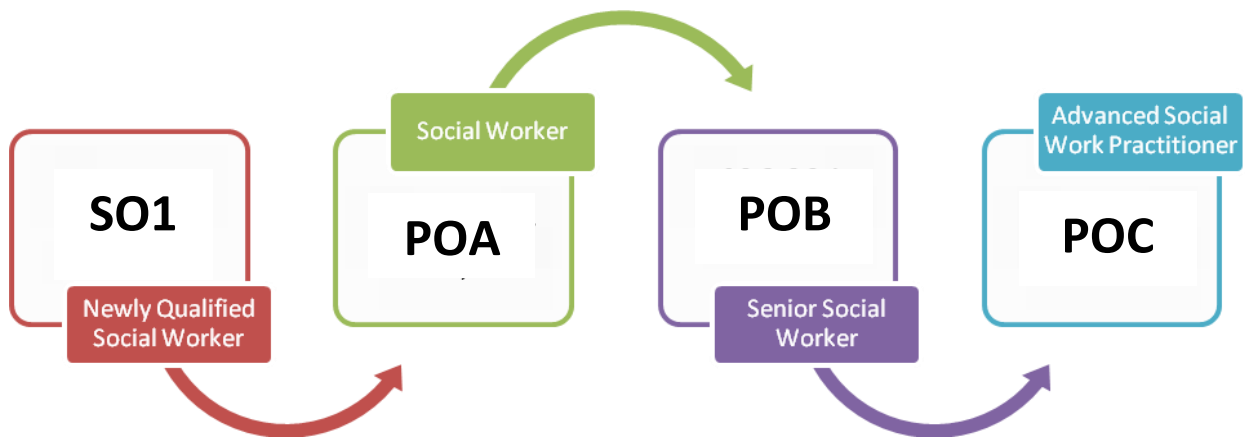 SO1
Newly Qualified
Social Worker
Social Worker
POA
POB
Senior Social
Worker
Advanced Social
Work Practitioner
POC